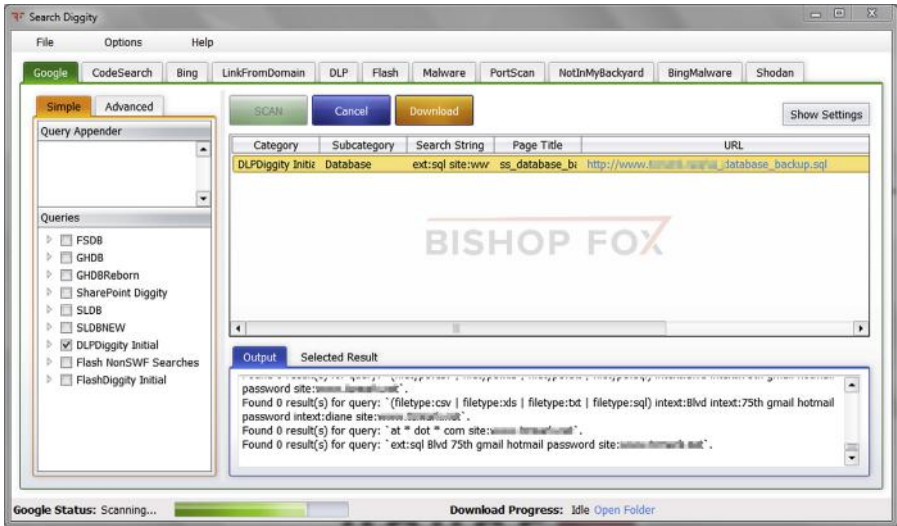 Search Diggity
File Options Help
Google CodeSearch Bing LinkFromDomain DLP Flash Malware PortScan NotInMyBackyard BingMalware Shodan
Simple Advanced
SCAN Cancel Download Show Settings
Query Appender
Category Subcategory Search String Page Title URL
DLPDiggity Initia Database ext:sql site:ww ss_database_ba http://www. _database_backup.sql
Queries
FSDB
GHDB
GHDBReborn
SharePoint Diggity
SLDB
SLDBNEW
DLPDiggity Initial
Flash NonSWF Searches
FlashDiggity Initial
BISHOP FOX
Output Selected Result
password site:
Found 0 result(s) for query: `(filetype:csv | filetype:xls | filetype:txt | filetype:sql) intext:Blvd intext:75th gmail hotmail
password intext:diane site:www.
Found 0 result(s) for query: `at * dot * com site:
Found 0 result(s) for query: `ext:sql Blvd 75th gmail hotmail password site:
Google Status: Scanning... Download Progress: Idle Open Folder